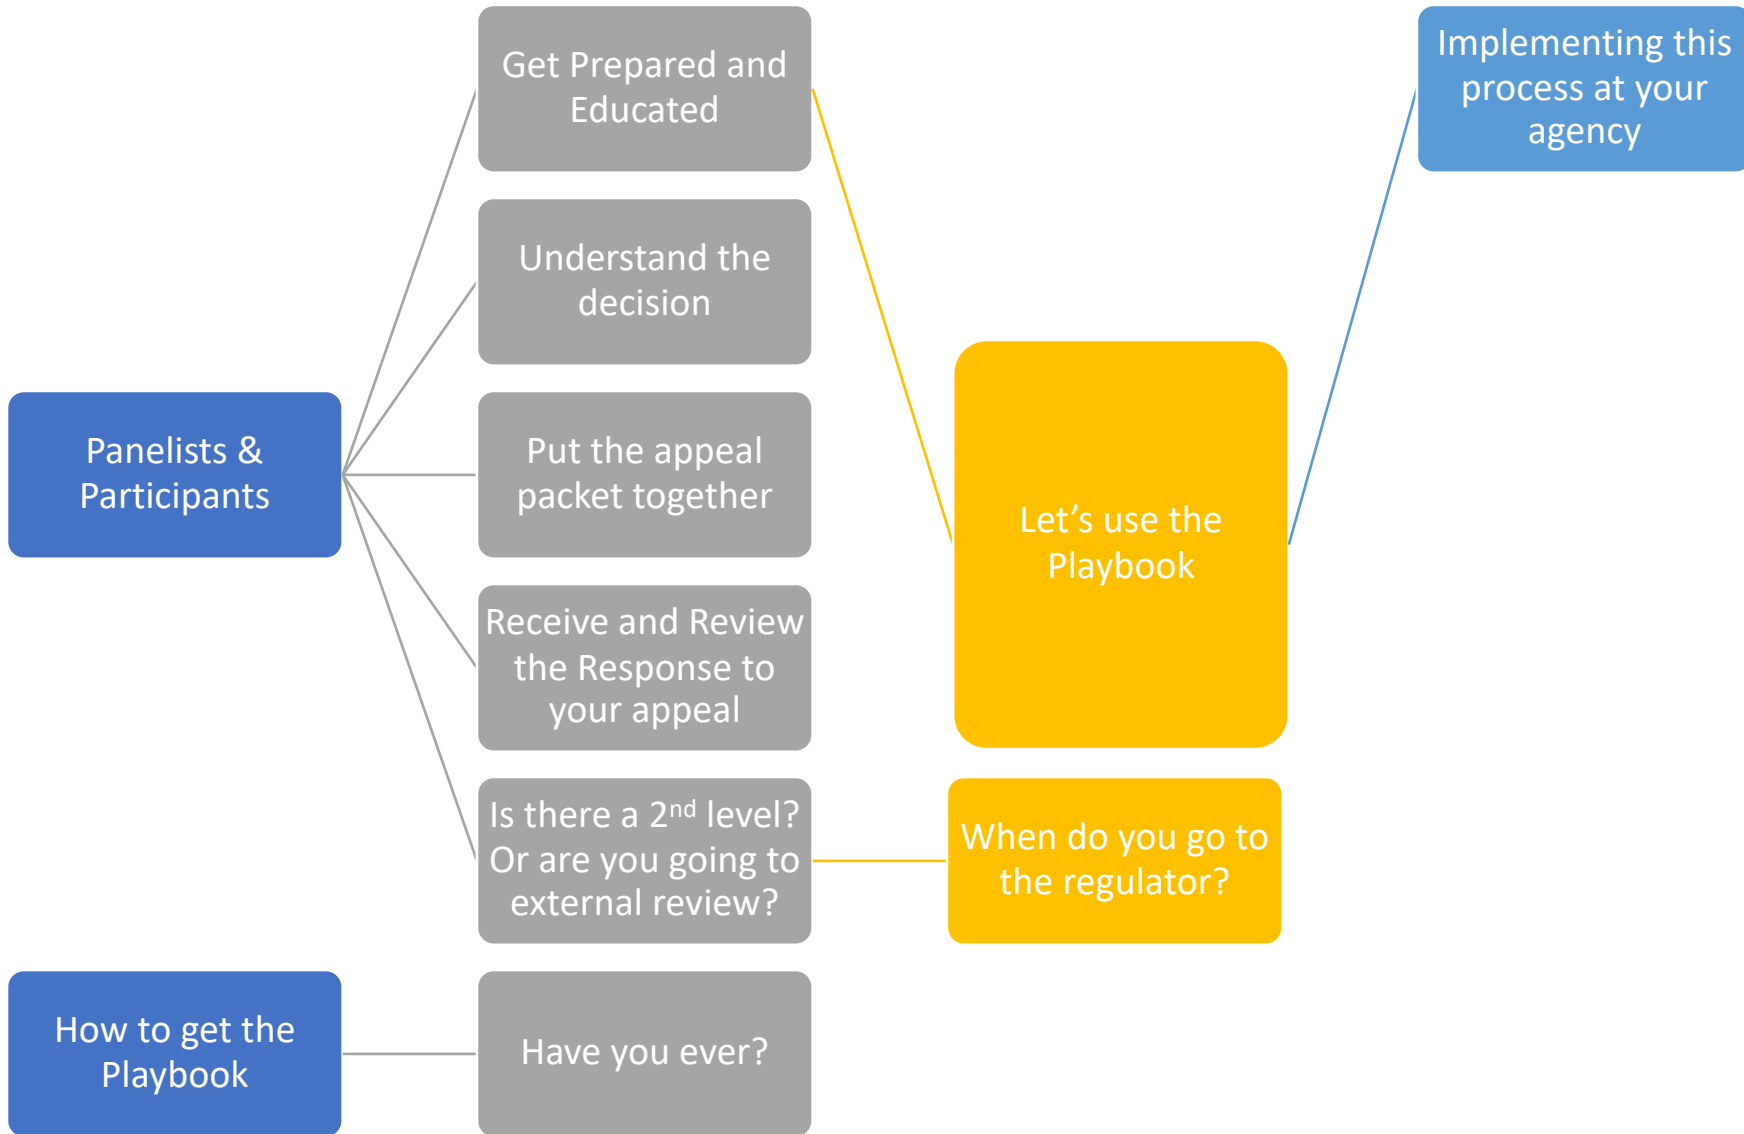 Panelists &
Participants
Get Prepared and
Educated
Understand the
decision
Put the appeal
packet together
Receive and Review
the Response to
your appeal
Is there a 2nd level?
Or are you going to
external review?
Let’s use the
Playbook
When do you go to
the regulator?
Implementing this
process at your
agency
How to get the
Playbook
Have you ever?